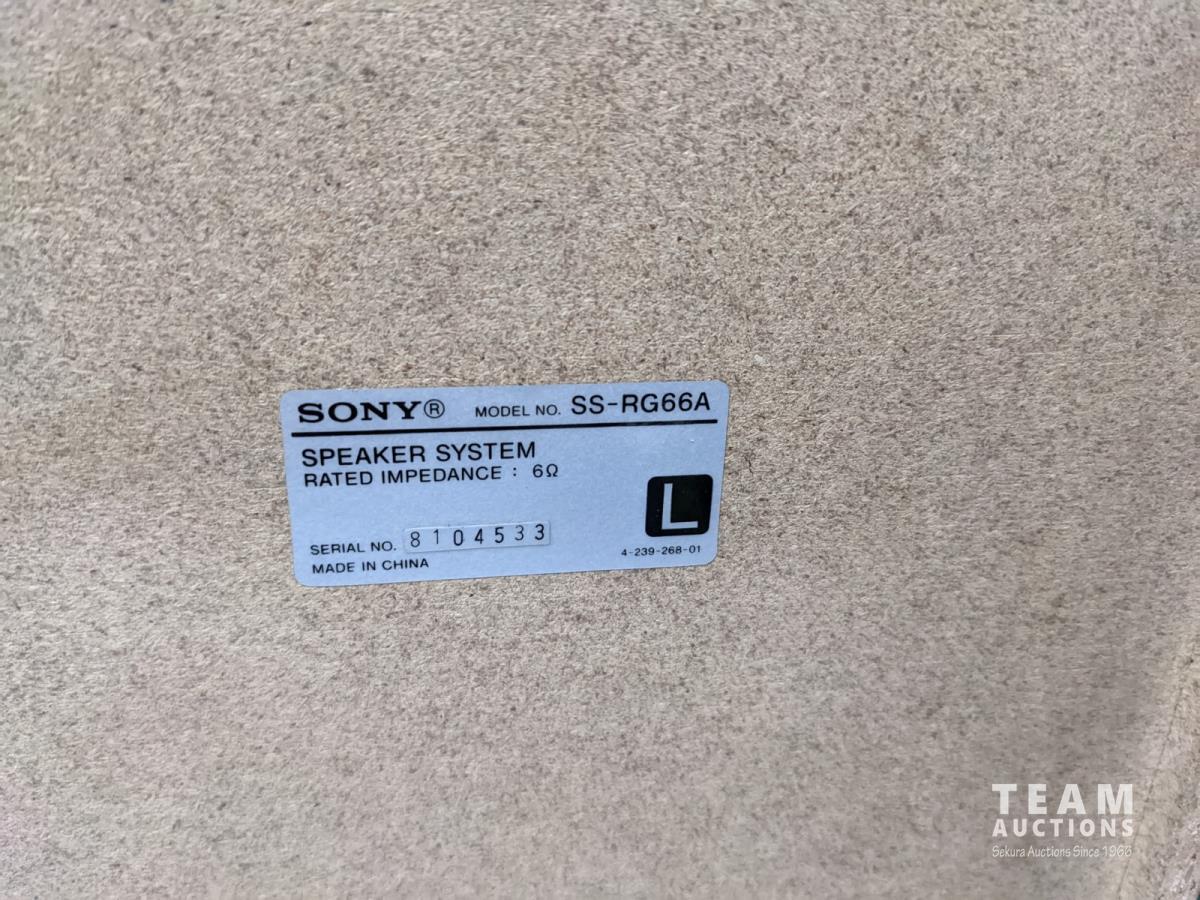 SONY® MODEL NO. SS-RG66A
SPEAKER SYSTEM
RATED IMPEDANCE : 6Ω
L
SERIAL NO. 8104533
4-239-268-01
MADE IN CHINA
TEAM
AUCTIONS
Sekura Auctions Since 1966